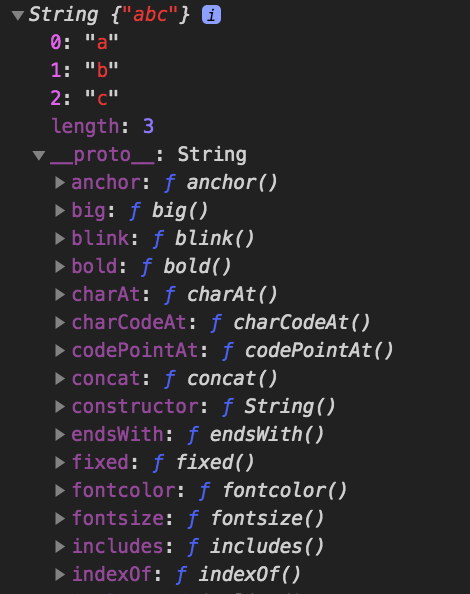 ▼String {"abc"} i
0: "a"
1: "b"
2: "c"
length: 3
▼__proto__: String
▶anchor: ƒ anchor()
▶big: ƒ big()
▶blink: ƒ blink()
▶bold: ƒ bold()
▶charAt: ƒ charAt()
▶charCodeAt: ƒ charCodeAt()
▶codePointAt: ƒ codePointAt()
▶concat: ƒ concat()
▶constructor: ƒ String()
▶endsWith: ƒ endsWith()
▶fixed: ƒ fixed()
▶fontcolor: ƒ fontcolor()
▶fontsize: ƒ fontsize()
▶includes: ƒ includes()
▶indexOf: ƒ indexOf()